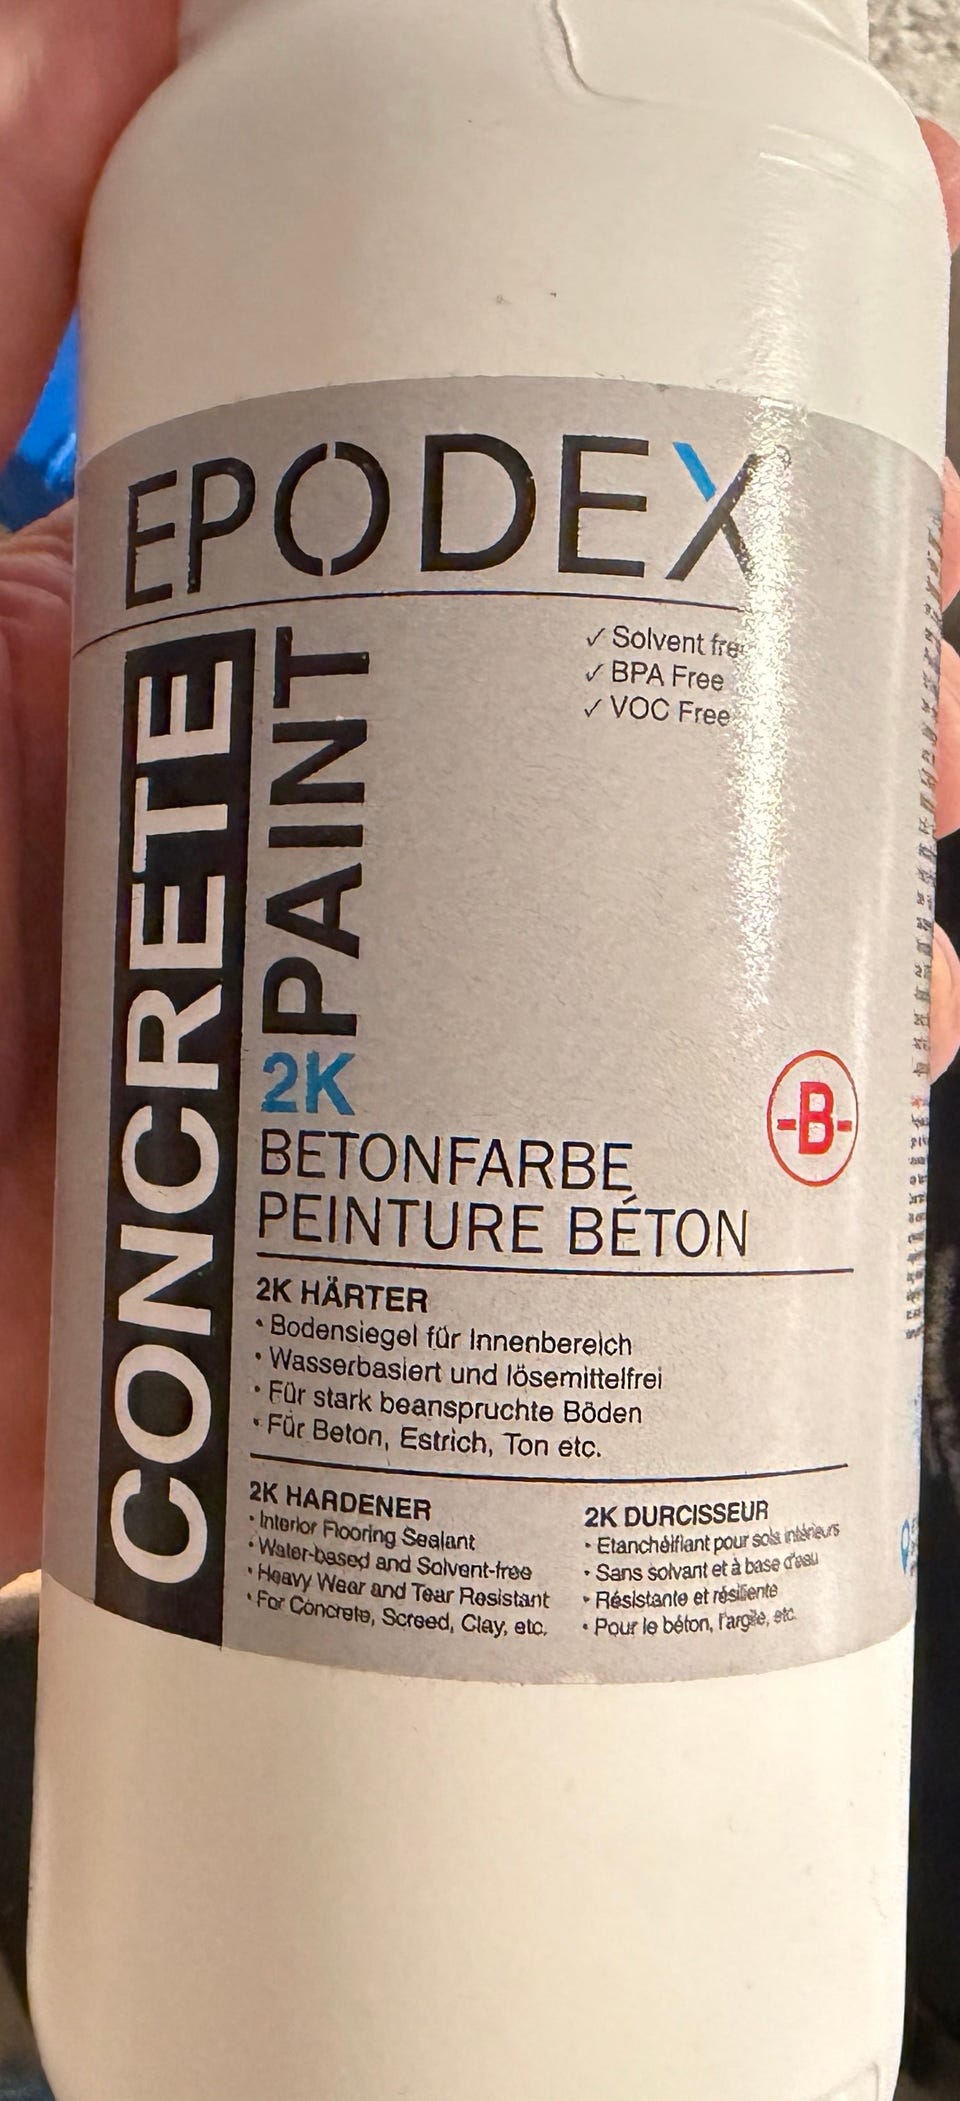 EPODEX
CONCRETE
PAINT
2K
✓ Solvent free
✓ BPA Free
✓ VOC Free
-B-
BETONFARBE
PEINTURE BÉTON
2K HÄRTER
• Bodensiegel für Innenbereich
• Wasserbasiert und lösemittelfrei
• Für stark beanspruchte Böden
• Für Beton, Estrich, Ton etc.
2K HARDENER
• Interior Flooring Sealant
• Water-based and Solvent-free
• Heavy Wear and Tear Resistant
• For Concrete, Screed, Clay, etc.
2K DURCISSEUR
• Etanchéifiant pour sols intérieurs
• Sans solvant et à base d'eau
• Résistante et résiliente
• Pour le béton, l'argile, etc.